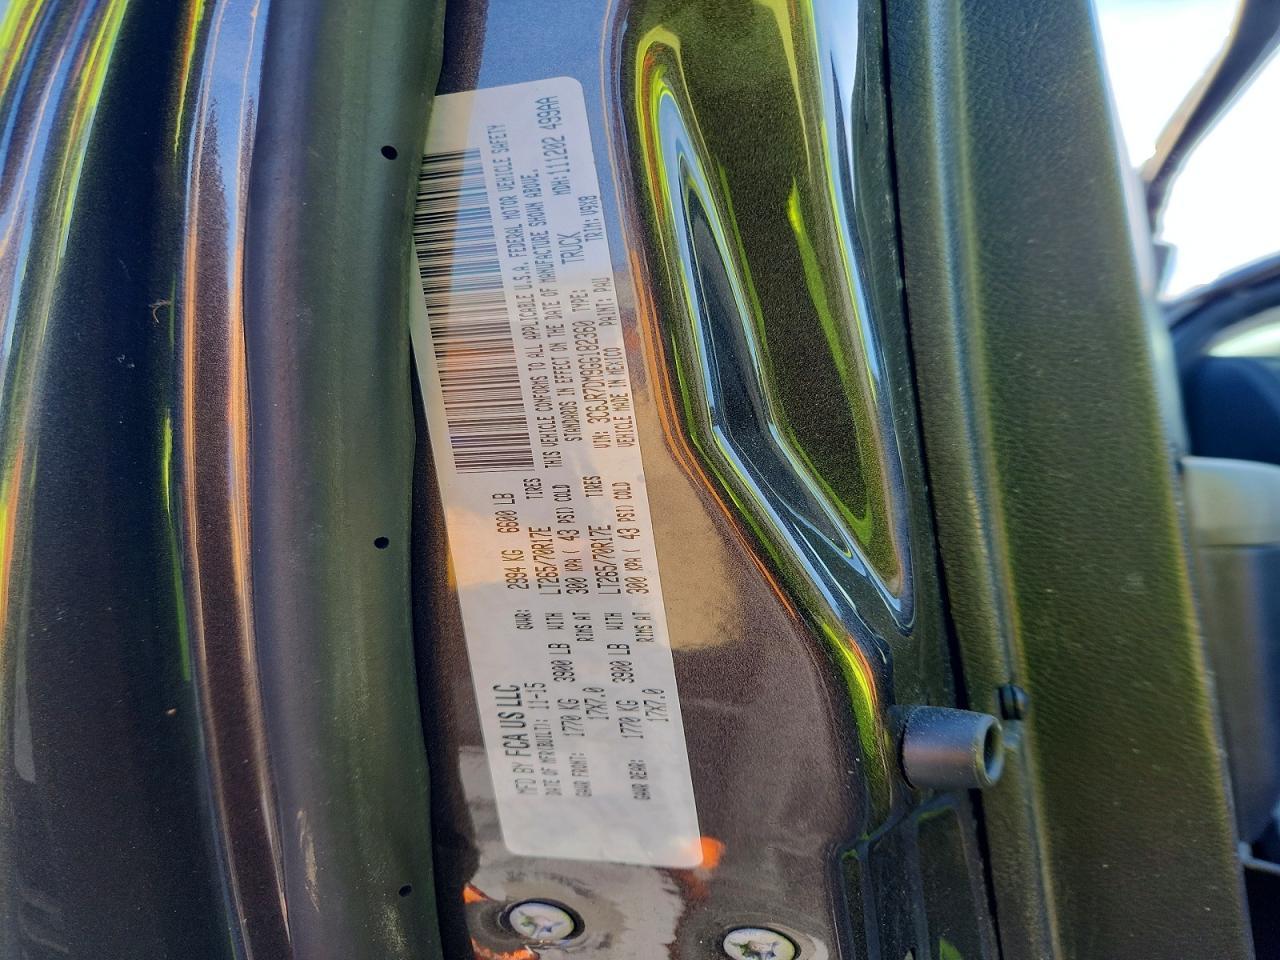 MFD BY FCA US LLC
DATE OF MFR(BUILT): 11-15
GVWR: 2994 KG 6600 LB
GAWR FRONT: 1770 KG 3900 LB WITH LT265/70R17E TIRES
17X7.0 RIMS AT 300 KPA( 43 PSI) COLD
GAWR REAR: 1770 KG 3900 LB WITH LT265/70R17E TIRES
17X7.0 RIMS AT 300 KPA( 43 PSI) COLD
THIS VEHICLE CONFORMS TO ALL APPLICABLE U.S.A. FEDERAL MOTOR VEHICLE SAFETY
STANDARDS IN EFFECT ON THE DATE OF MANUFACTURE SHOWN ABOVE.
VIN: 3C6JR7DM9GG182360 TYPE: TRUCK MDH:111202 499AA
VEHICLE MADE IN MEXICO PAINT: PAU TRIM: V9X8